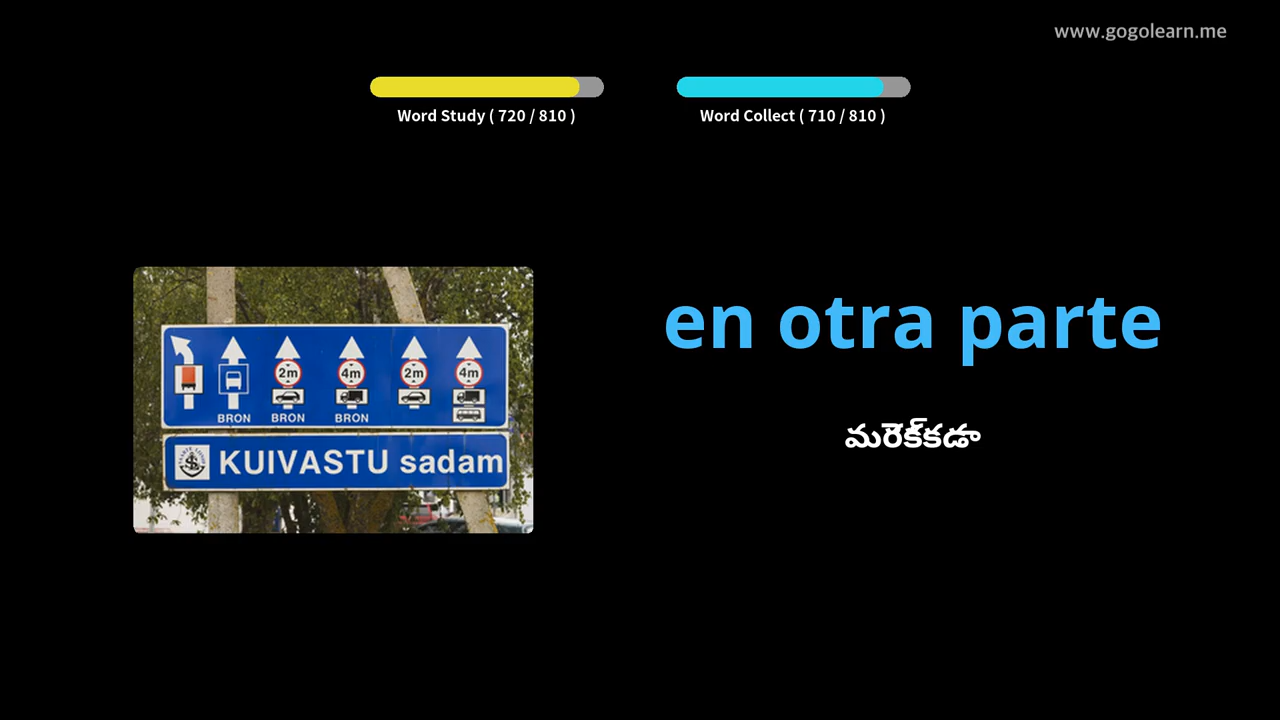 www.gogolearn.me
Word Study ( 720 / 810 )
Word Collect ( 710 / 810 )
en otra parte
మరెక్కడా
2m 4m 2m 4m
BRON BRON BRON
KUIVASTU sadam